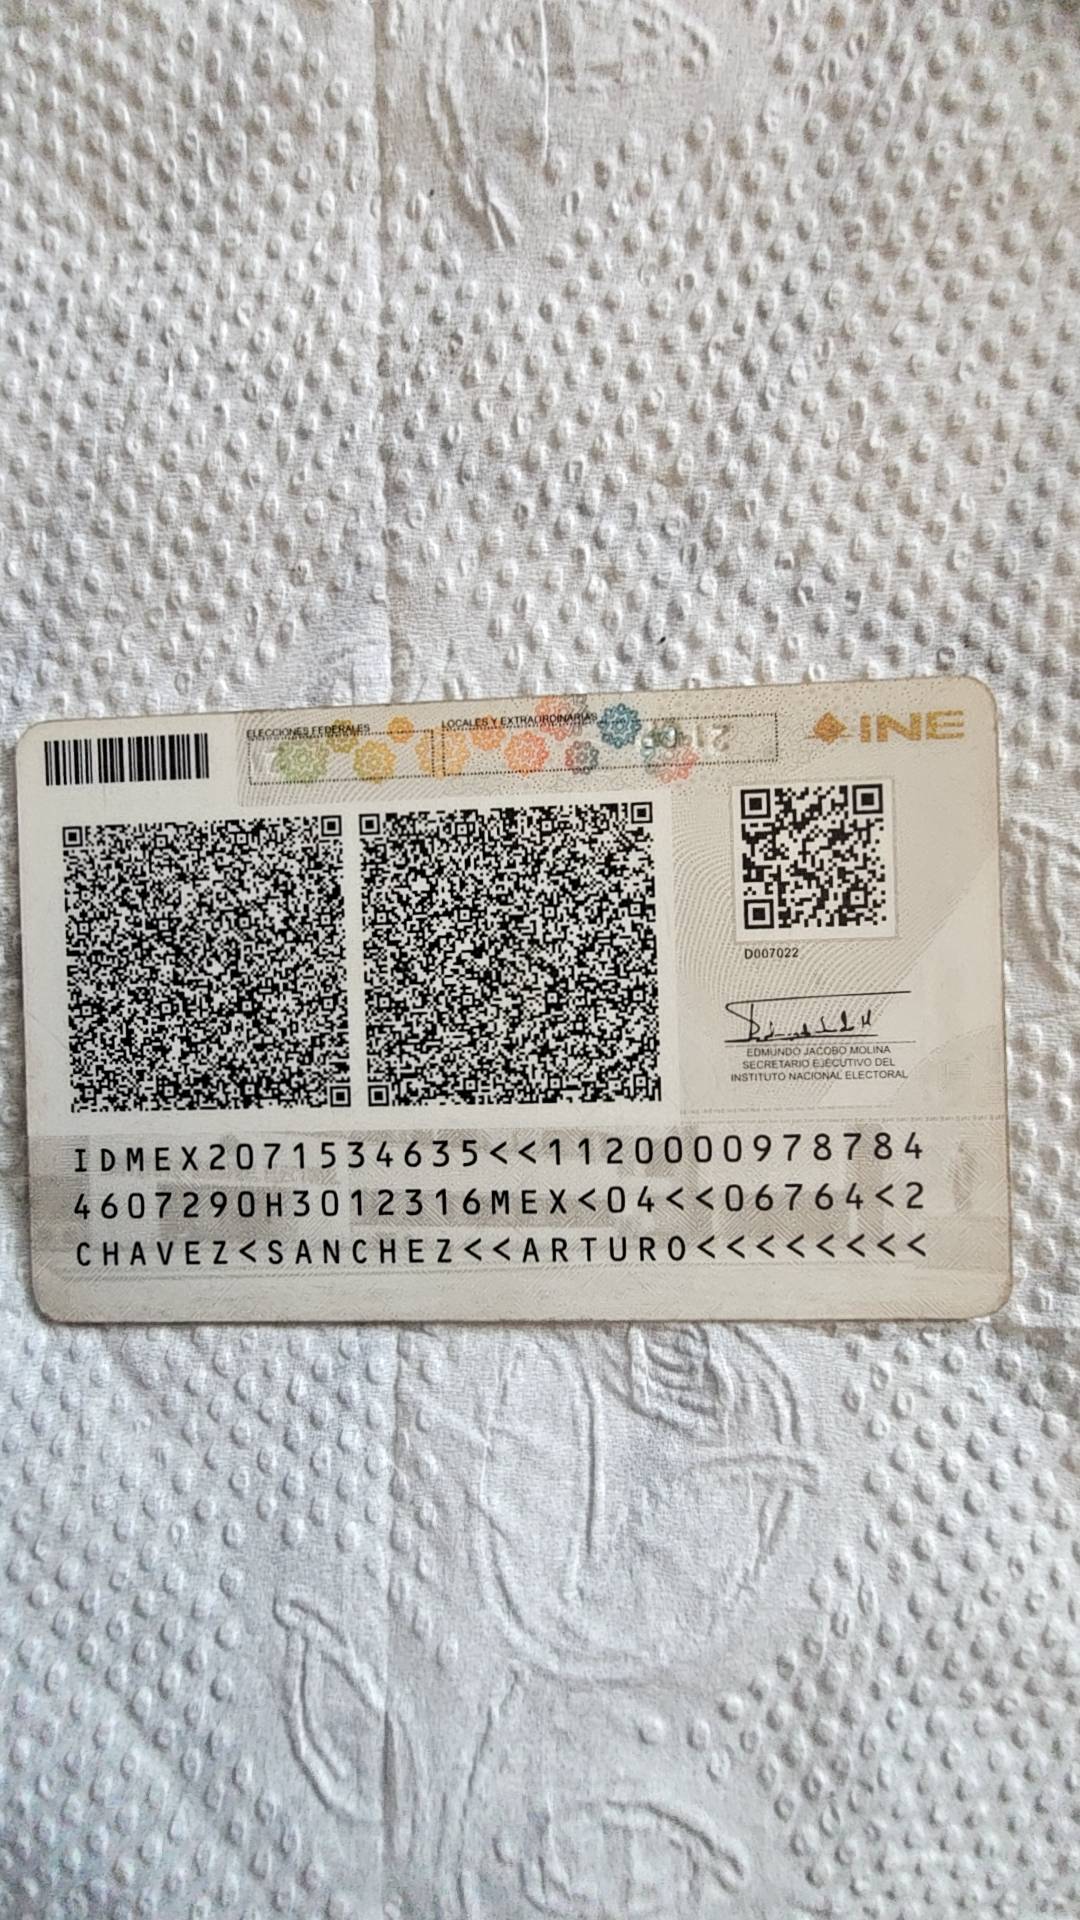 ELECCIONES FEDERALES
LOCALES Y EXTRAORDINARIAS
INE
D007022
EDMUNDO JACOBO MOLINA
SECRETARIO EJECUTIVO DEL
INSTITUTO NACIONAL ELECTORAL
IDMEX2071534635<<1120000978784
4607290H3012316MEX<04<<06764<2
CHAVEZ<SANCHEZ<<ARTURO<<<<<<<<